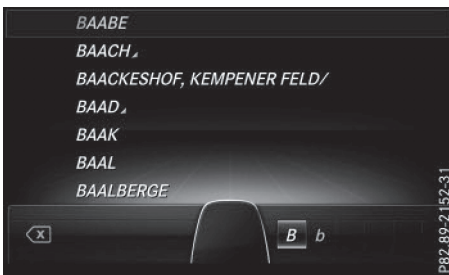 BAABE
BAACH
BAACKESHOF, KEMPENER FELD/
BAAD
BAAK
BAAL
BAALBERGE
B b
P82.89-2152-31